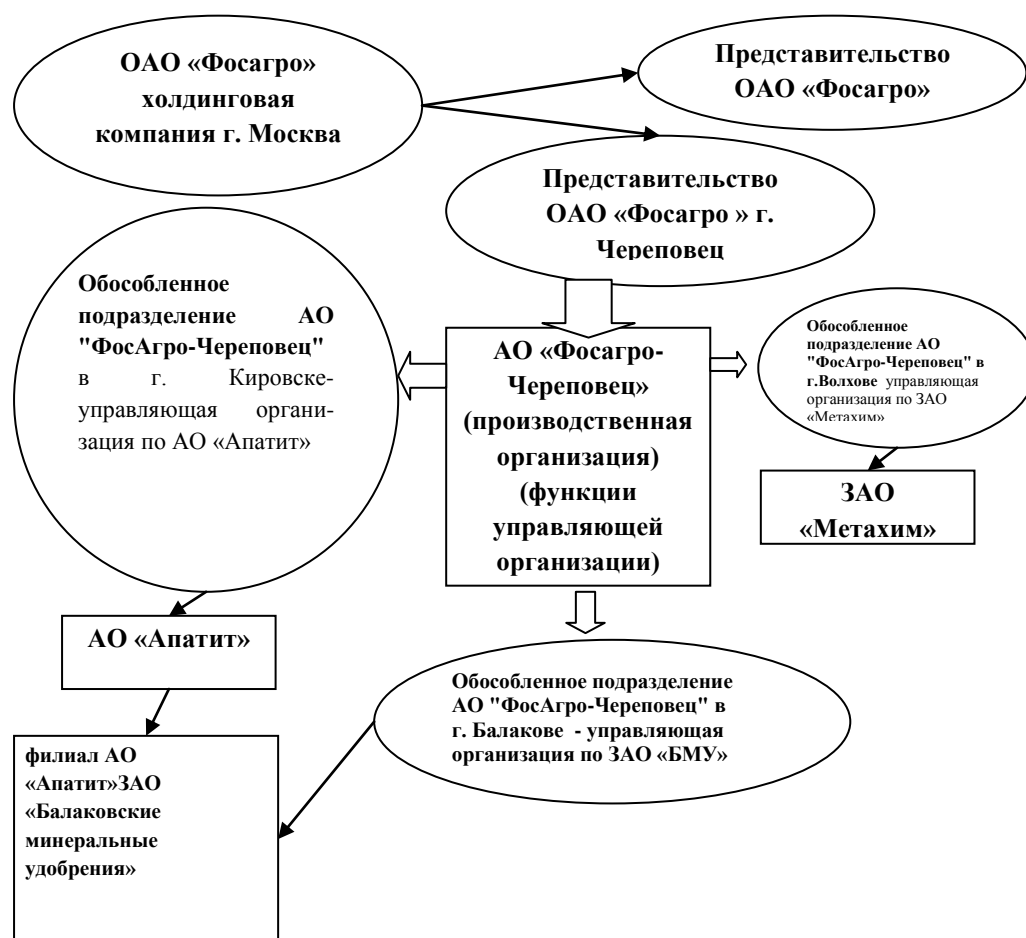 ОАО «Фосагро»
холдинговая
компания г. Москва
Представительство
ОАО «Фосагро»
Представительство
ОАО «Фосагро » г.
Череповец
Обособленное
подразделение АО
"ФосАгро-Череповец"
в г. Кировске-
управляющая органи-
зация по АО «Апатит»
АО «Фосагро-
Череповец»
(производственная
организация)
(функции
управляющей
организации)
Обособленное
подразделение АО
"ФосАгро-Череповец" в
г.Волхове управляющая
организация по ЗАО
«Метахим»
ЗАО
«Метахим»
АО «Апатит»
Обособленное подразделение
АО "ФосАгро-Череповец" в
г. Балакове - управляющая
организация по ЗАО «БМУ»
филиал АО
«Апатит»ЗАО
«Балаковские
минеральные
удобрения»